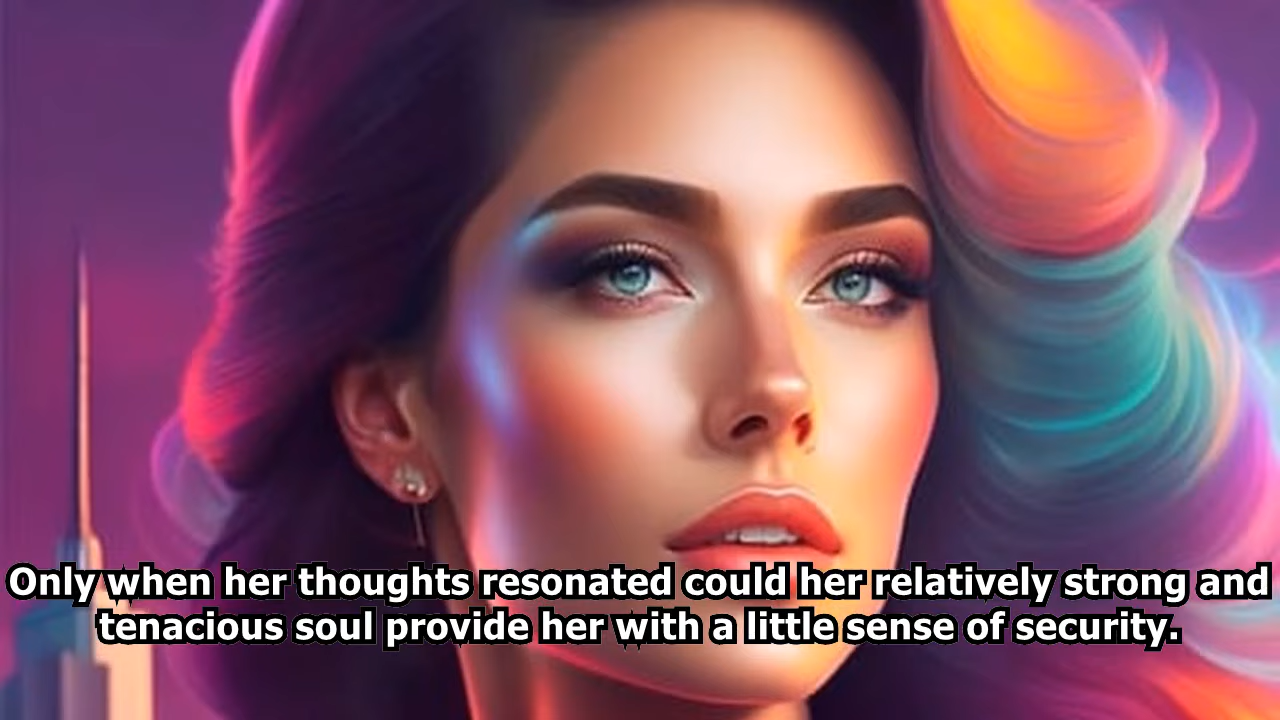 Only when her thoughts resonated could her relatively strong and
tenacious soul provide her with a little sense of security.